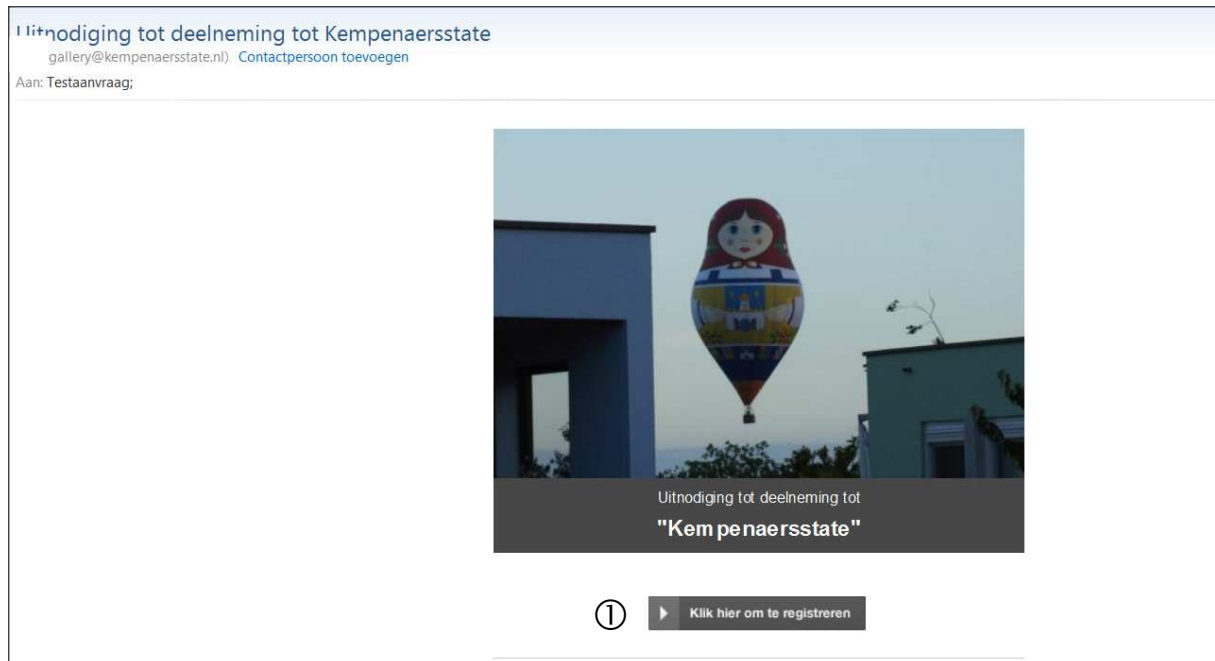 Uitnodiging tot deelneming tot Kempenaersstate
gallery@kempenaersstate.nl) Contactpersoon toevoegen
Aan: Testaanvraag;
Uitnodiging tot deelneming tot
"Kempenaersstate"
① Klik hier om te registreren